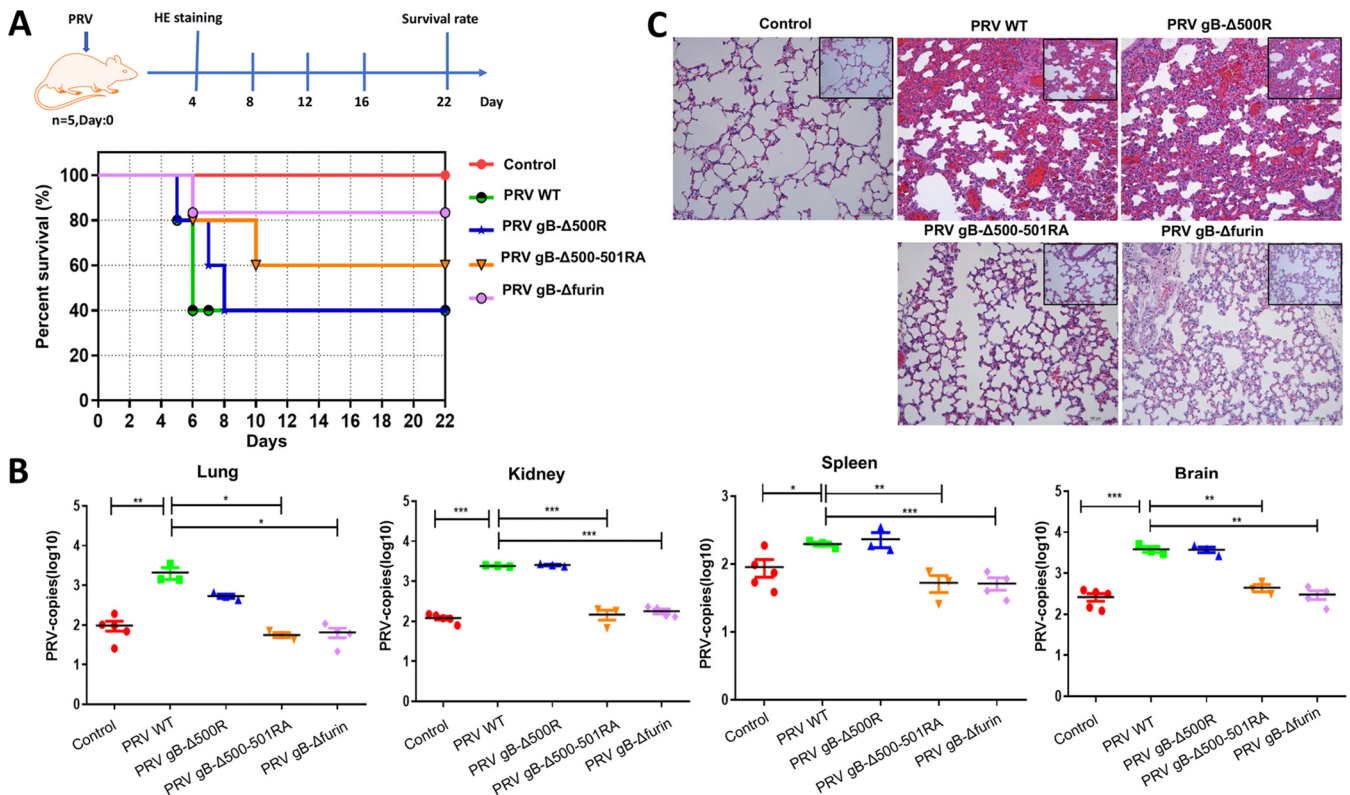 A
PRV
HE staining
Survival rate
4
8
12
16
22
Day
n=5,Day:0
Percent survival (%)
100
80
60
40
20
0
0 2 4 6 8 10 12 14 16 18 20 22
Days
Control
PRV WT
PRV gB-Δ500R
PRV gB-Δ500-501RA
PRV gB-Δfurin
C
Control
PRV WT
PRV gB-Δ500R
PRV gB-Δ500-501RA
PRV gB-Δfurin
B
Lung
PRV-copies(log10)
5
4
3
2
1
0
** * *
Control
PRV WT
PRV gB-Δ500R
PRV gB-Δ500-501RA
PRV gB-Δfurin
Kidney
PRV-copies(log10)
5
4
3
2
1
0
*** *** ***
Control
PRV WT
PRV gB-Δ500R
PRV gB-Δ500-501RA
PRV gB-Δfurin
Spleen
PRV-copies(log10)
3
2
1
0
* ** ***
Control
PRV WT
PRV gB-Δ500R
PRV gB-Δ500-501RA
PRV gB-Δfurin
Brain
PRV-copies(log10)
5
4
3
2
1
0
*** ** **
Control
PRV WT
PRV gB-Δ500R
PRV gB-Δ500-501RA
PRV gB-Δfurin